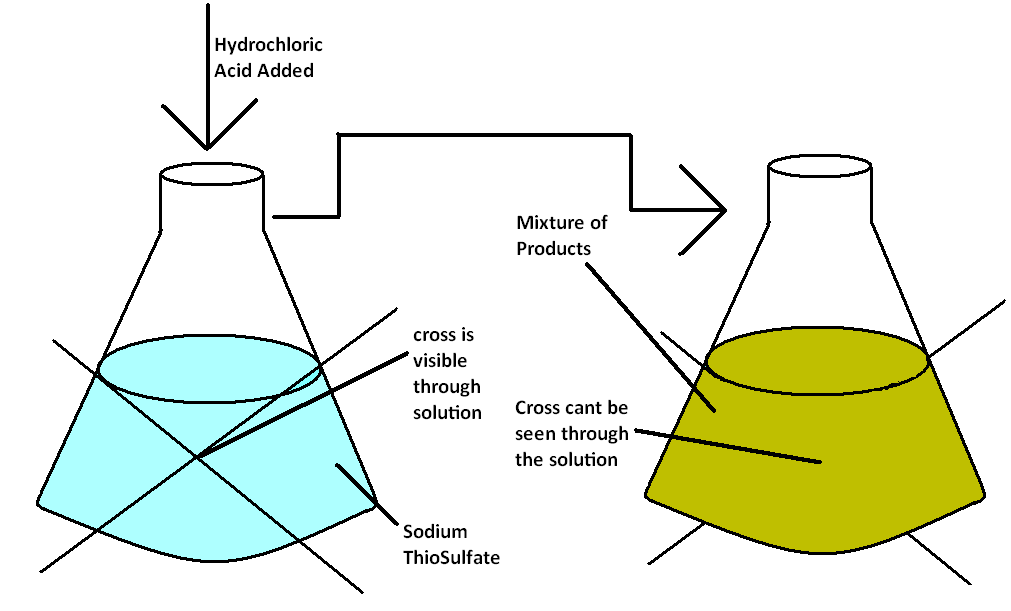 Hydrochloric
Acid Added
cross is
visible
through
solution
Sodium
ThioSulfate
Mixture of
Products
Cross cant be
seen through
the solution